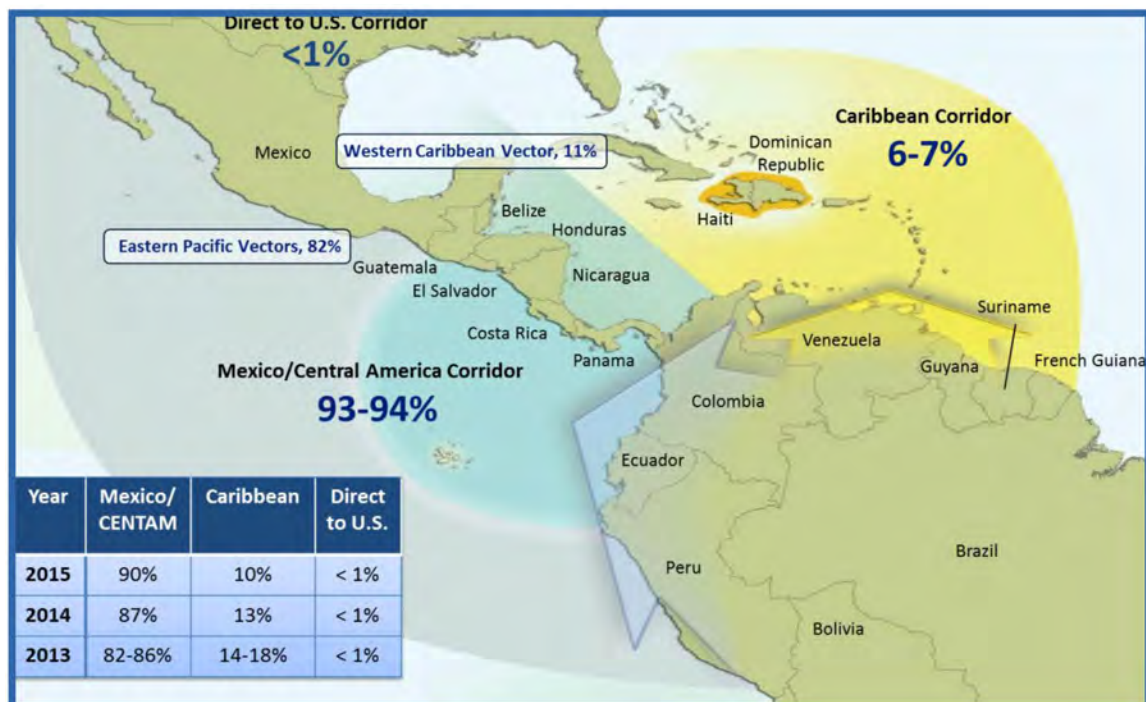 Direct to U.S. Corridor
<1%
Caribbean Corridor
6-7%
Mexico
Western Caribbean Vector, 11%
Dominican
Republic
Haiti
Belize
Honduras
Eastern Pacific Vectors, 82%
Guatemala
Nicaragua
El Salvador
Suriname
Costa Rica
Venezuela
Panama
Guyana
French Guiana
Mexico/Central America Corridor
93-94%
Colombia
Ecuador
Brazil
Peru
Bolivia
Year
Mexico/
CENTAM
Caribbean
Direct
to U.S.
2015 90% 10% < 1%
2014 87% 13% < 1%
2013 82-86% 14-18% < 1%